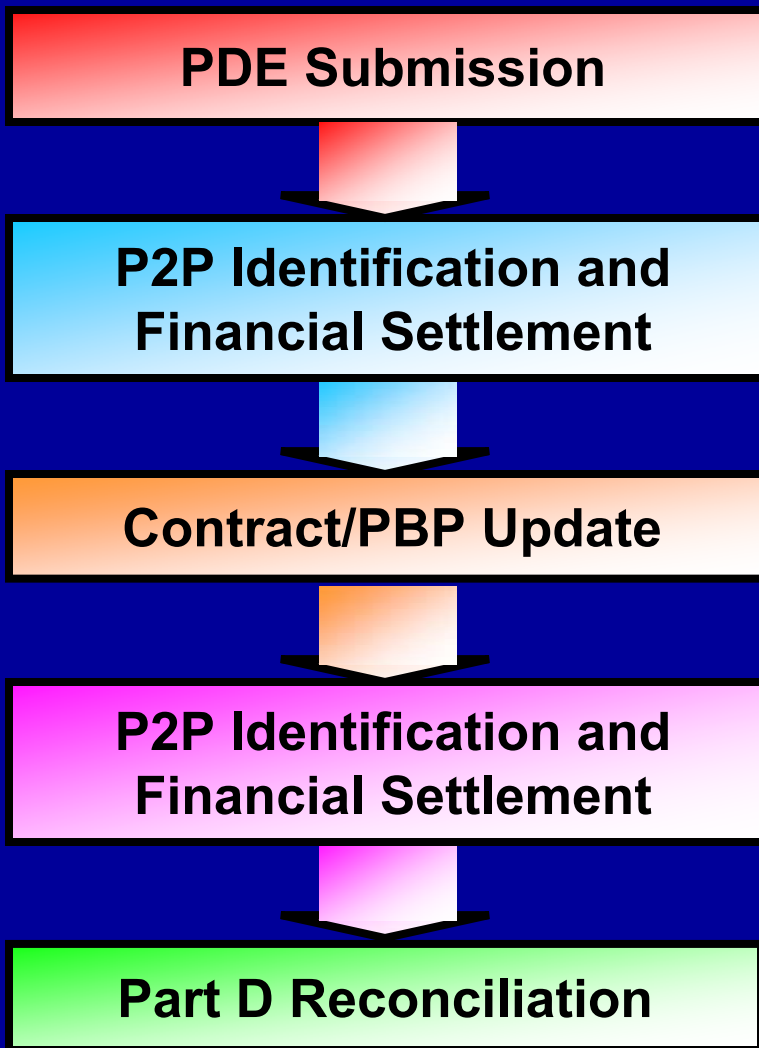 PDE Submission
P2P Identification and
Financial Settlement
Contract/PBP Update
P2P Identification and
Financial Settlement
Part D Reconciliation